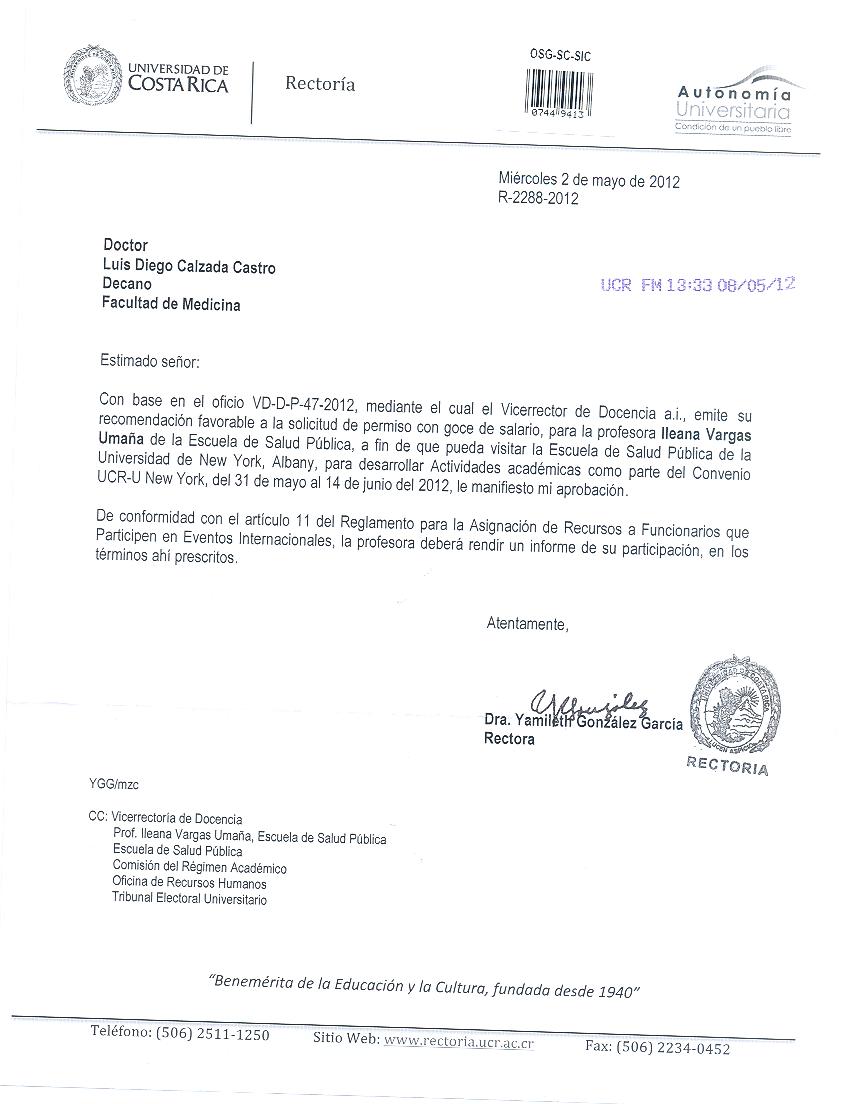 UNIVERSIDAD DE
COSTA RICA
Rectoría
OSG-SC-SIC
0744 9413
Autonomía
Universitaria
Condición de un pueblo libre
Miércoles 2 de mayo de 2012
R-2288-2012
Doctor
Luis Diego Calzada Castro
Decano
Facultad de Medicina
UCR FM 13:33 08/05/12
Estimado señor:
Con base en el oficio VD-D-P-47-2012, mediante el cual el Vicerrector de Docencia a.i., emite su
recomendación favorable a la solicitud de permiso con goce de salario, para la profesora Ileana Vargas
Umaña de la Escuela de Salud Pública, a fin de que pueda visitar la Escuela de Salud Pública de la
Universidad de New York, Albany, para desarrollar Actividades académicas como parte del Convenio
UCR-U New York, del 31 de mayo al 14 de junio del 2012, le manifiesto mi aprobación.
De conformidad con el artículo 11 del Reglamento para la Asignación de Recursos a Funcionarios que
Participen en Eventos Internacionales, la profesora deberá rendir un informe de su participación, en los
términos ahí prescritos.
Atentamente,
Dra. Yamileth González García
Rectora
RECTORIA
YGG/mzc
CC: Vicerrectoría de Docencia
Prof. Ileana Vargas Umaña, Escuela de Salud Pública
Escuela de Salud Pública
Comisión del Régimen Académico
Oficina de Recursos Humanos
Tribunal Electoral Universitario
"Benemérita de la Educación y la Cultura, fundada desde 1940"
Teléfono: (506) 2511-1250
Sitio Web: www.rectoria.ucr.ac.cr
Fax: (506) 2234-0452